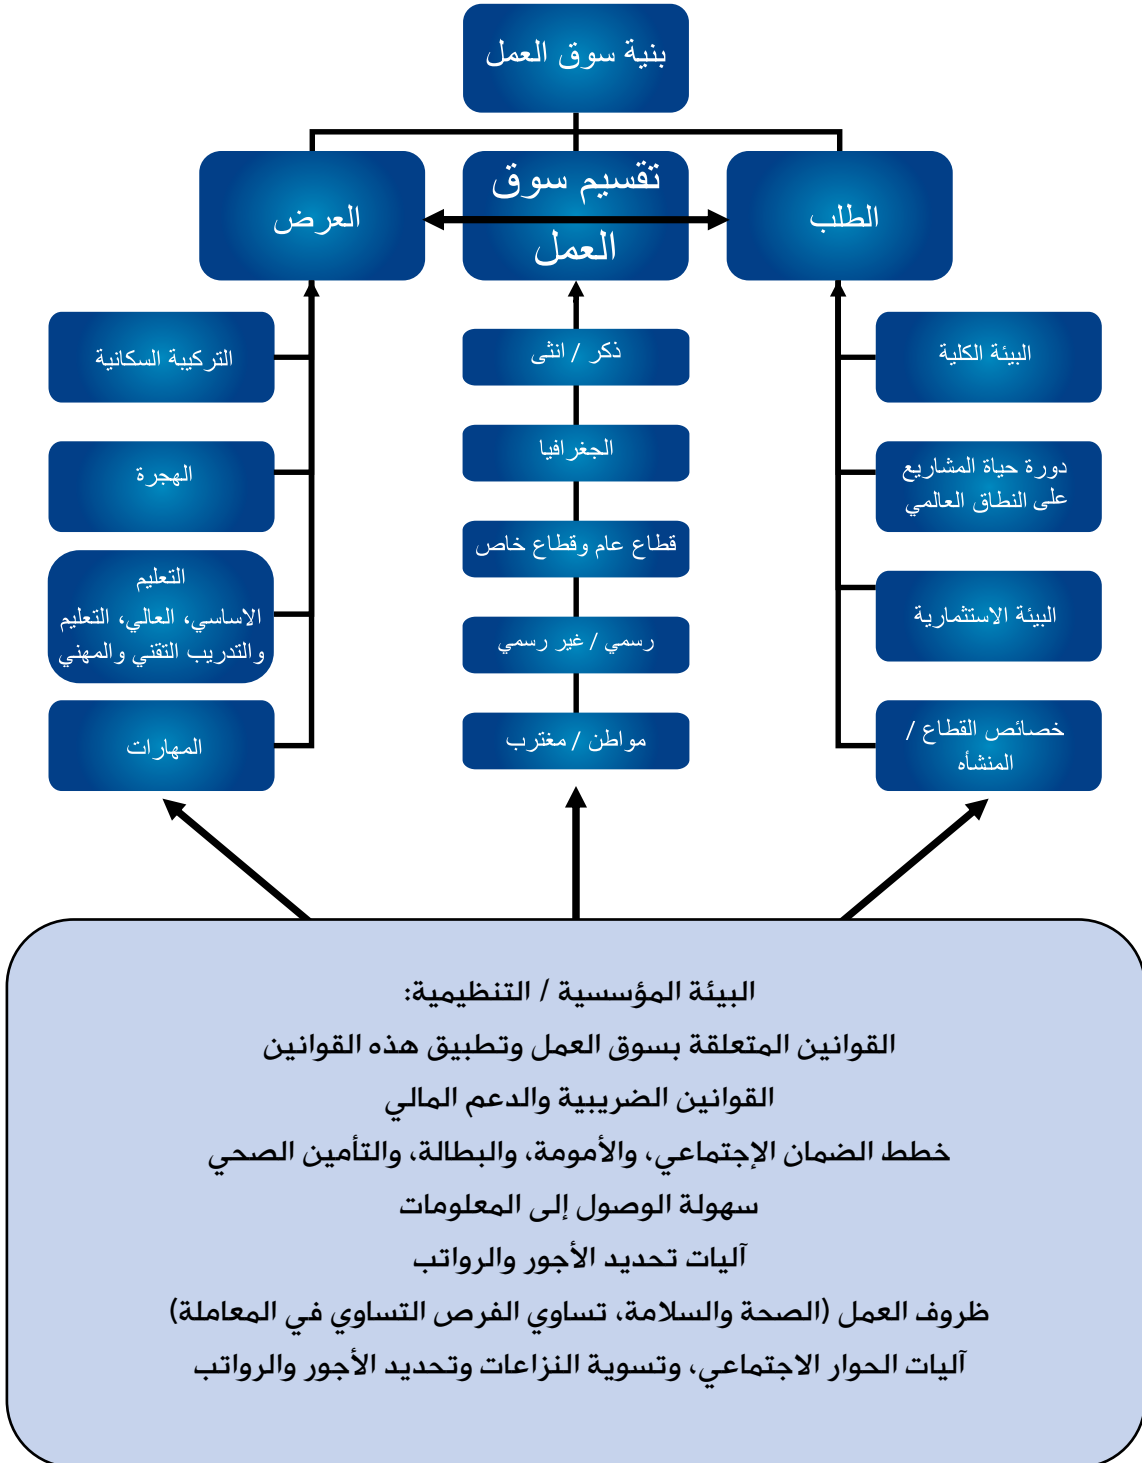 بنية سوق العمل
الطلب
تقسيم سوق
العمل
العرض
البيئة الكلية
دورة حياة المشاريع
على النطاق العالمي
البيئة الاستثمارية
خصائص القطاع /
المنشأه
ذكر / انثى
الجغرافيا
قطاع عام وقطاع خاص
رسمي / غير رسمي
مواطن / مغترب
التركيبة السكانية
الهجرة
التعليم
الاساسي، العالي، التعليم
والتدريب التقني والمهني
المهارات
البيئة المؤسسية / التنظيمية:
القوانين المتعلقة بسوق العمل وتطبيق هذه القوانين
القوانين الضريبية والدعم المالي
خطط الضمان الإجتماعي، والأمومة، والبطالة، والتأمين الصحي
سهولة الوصول إلى المعلومات
آليات تحديد الأجور والرواتب
ظروف العمل (الصحة والسلامة، تساوي الفرص التساوي في المعاملة)
آليات الحوار الاجتماعي، وتسوية النزاعات وتحديد الأجور والرواتب